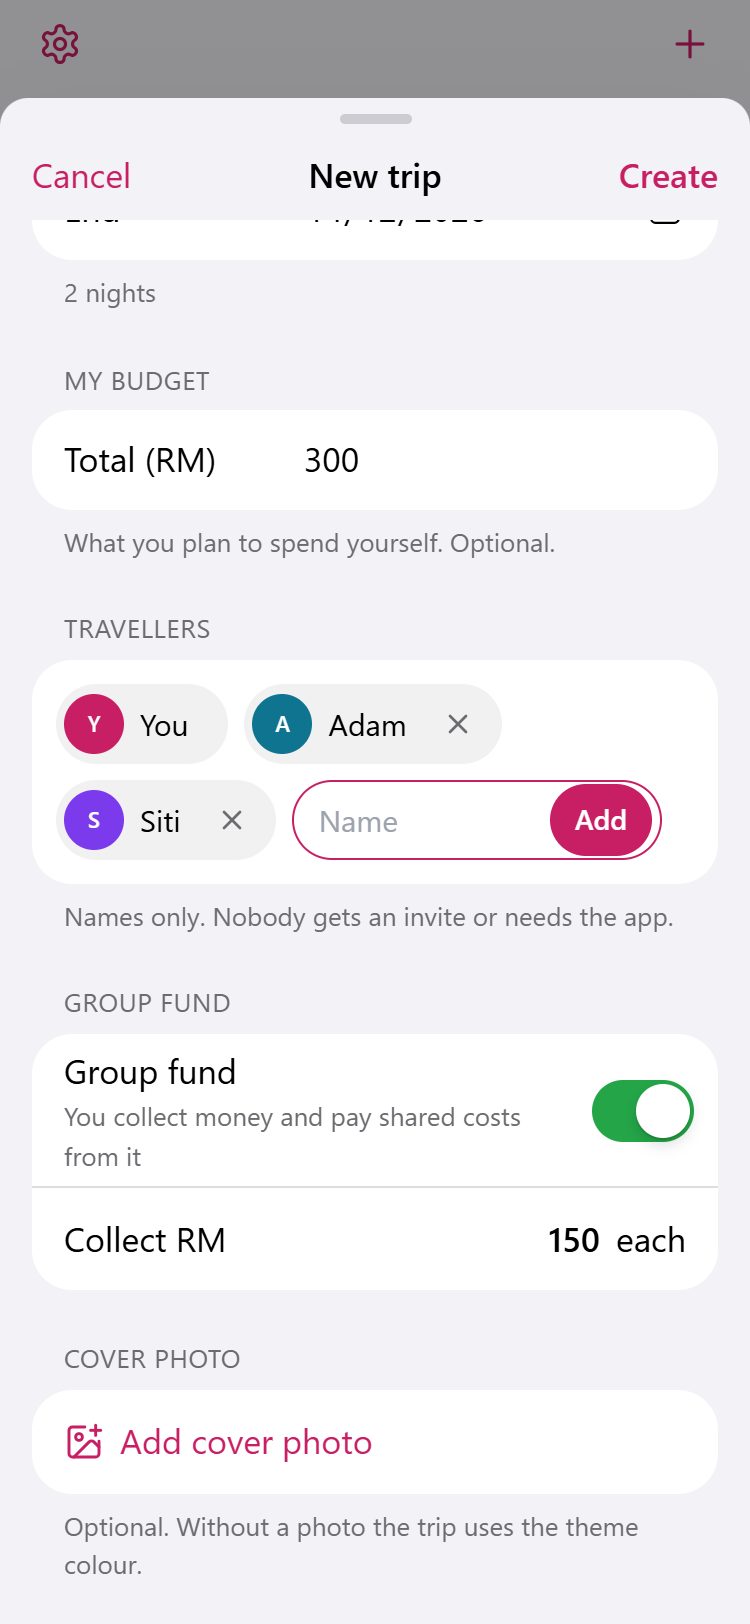 Cancel
New trip
Create
2 nights
MY BUDGET
Total (RM) 300
What you plan to spend yourself. Optional.
TRAVELLERS
Y You
A Adam
S Siti
Name
Add
Names only. Nobody gets an invite or needs the app.
GROUP FUND
Group fund
You collect money and pay shared costs
from it
Collect RM 150 each
COVER PHOTO
Add cover photo
Optional. Without a photo the trip uses the theme
colour.